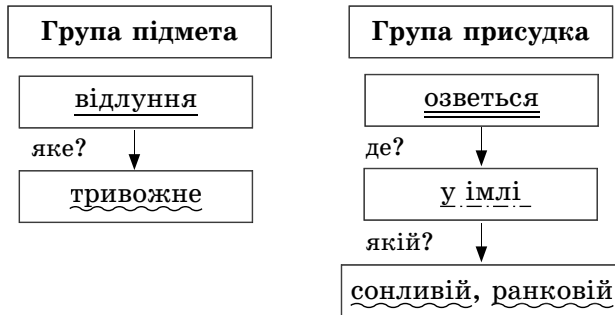 Група підмета
відлуння
яке?
тривожне
Група присудка
озветься
де?
у імлі
якій?
сонливій, ранковій